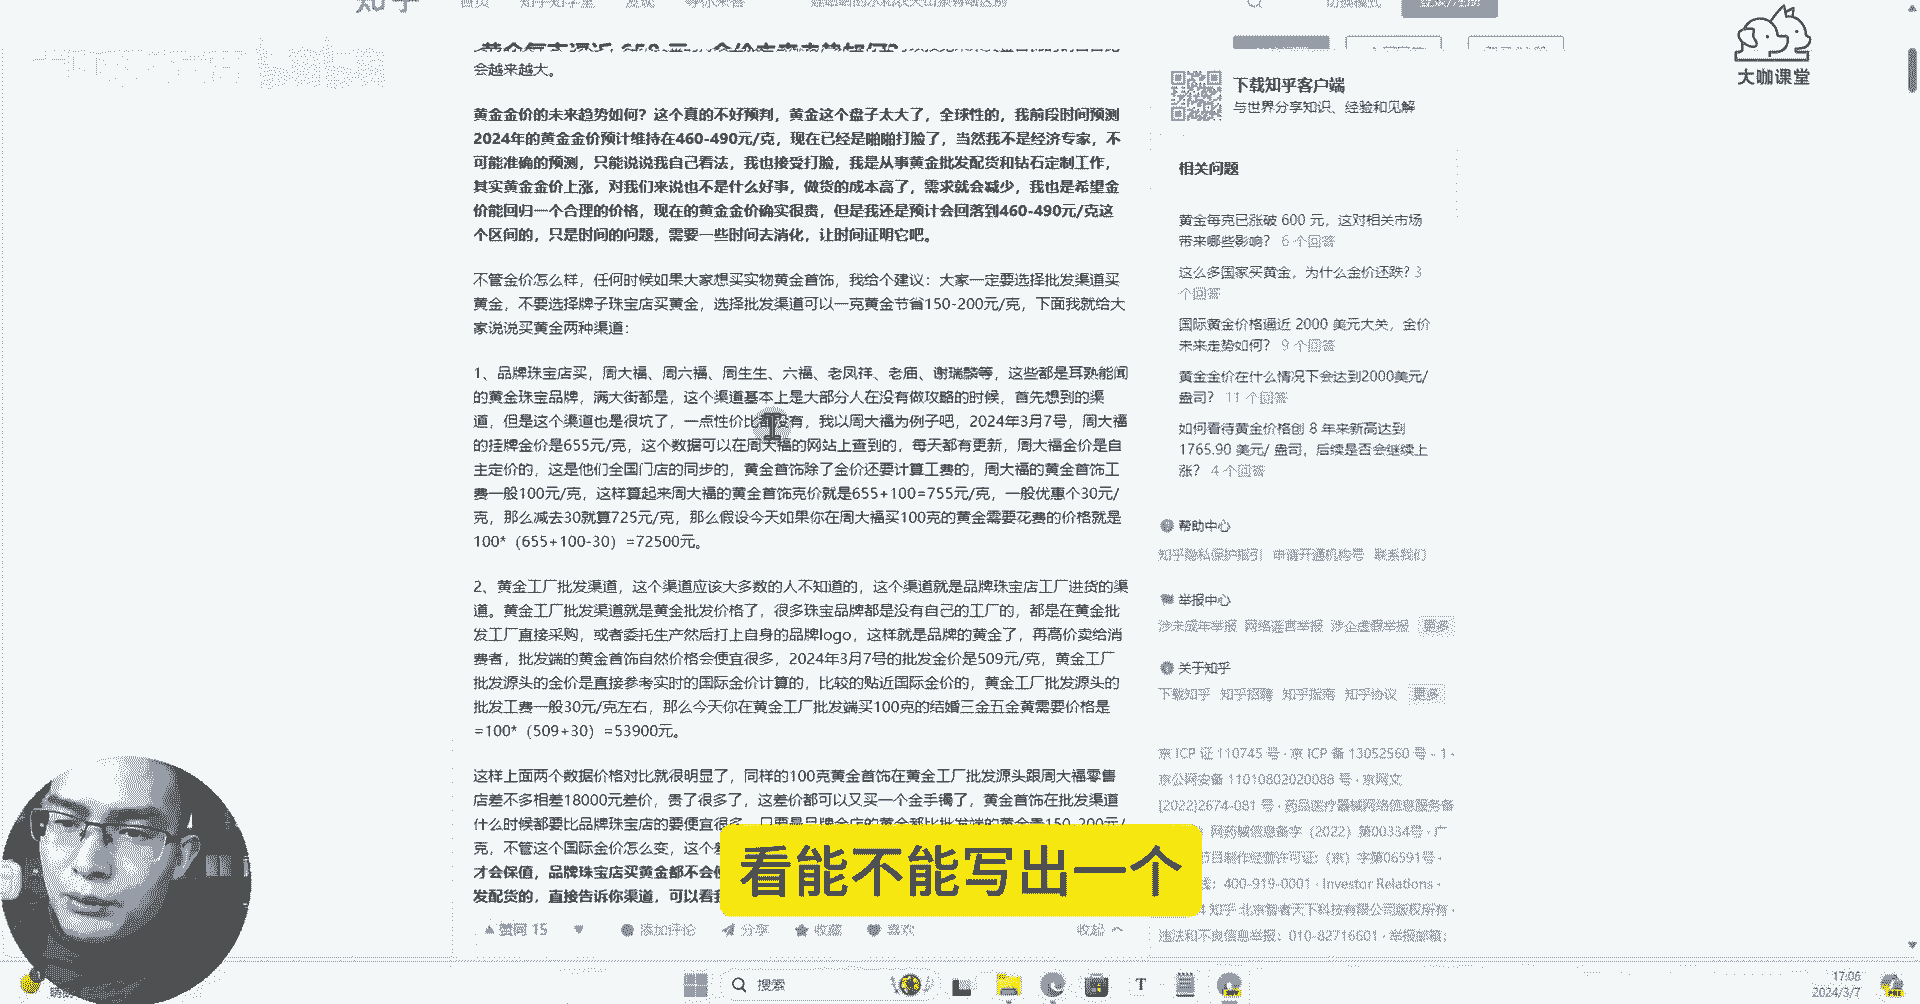 知乎
首页
发现
等你来答
切换模式
大咖课堂
会越来越大。
黄金金价的未来趋势如何？这个真的不好预判，黄金这个盘子太大了，全球性的，我前段时间预测
2024年的黄金金价预计维持在460-490元/克，现在已经是啪啪打脸了，当然我不是经济专家，不
可能准确的预测，只能说说我自己看法，我也接受打脸，我是从事黄金批发配货和钻石定制工作，
其实黄金金价上涨，对我们来说也不是什么好事，做货的成本高了，需求就会减少，我也是希望金
价能回归一个合理的价格，现在的黄金金价确实很贵，但是我还是预计会回落到460-490元/克这
个区间的，只是时间的问题，需要一些时间去消化，让时间证明它吧。
不管金价怎么样，任何时候如果大家想买实物黄金首饰，我给个建议：大家一定要选择批发渠道买
黄金，不要选择牌子珠宝店买黄金，选择批发渠道可以一克黄金节省150-200元/克，下面我就给大
家说说买黄金两种渠道：
1、品牌珠宝店买，周大福、周六福、周生生、六福、老凤祥、老庙、谢瑞麟等，这些都是耳熟能闻
的黄金珠宝品牌，满大街都是，这个渠道基本上是大部分人在没有做攻略的时候，首先想到的渠
道，但是这个渠道也是很坑了，一点性价比都没有，我以周大福为例子吧，2024年3月7号，周大福
的挂牌金价是655元/克，这个数据可以在周大福的网站上查到的，每天都有更新，周大福金价是自
主定价的，这是他们全国门店的同步的，黄金首饰除了金价还要计算工费的，周大福的黄金首饰工
费一般100元/克，这样算起来周大福的黄金首饰克价就是655+100=755元/克，一般优惠个30元/
克，那么减去30就算725元/克，那么假设今天如果你在周大福买100克的黄金需要花费的价格就是
100*（655+100-30）=72500元。
2、黄金工厂批发渠道，这个渠道应该大多数的人不知道的，这个渠道就是品牌珠宝店工厂进货的渠
道。黄金工厂批发渠道就是黄金批发价格了，很多珠宝品牌都是没有自己的工厂的，都是在黄金批
发工厂直接采购，或者委托生产然后打上自身的品牌logo，这样就是品牌的黄金了，再高价卖给消
费者，批发端的黄金首饰自然价格会便宜很多，2024年3月7号的批发金价是509元/克，黄金工厂
批发源头的金价是直接参考实时的国际金价计算的，比较的贴近国际金价的，黄金工厂批发源头的
批发工费一般30元/克左右，那么今天你在黄金工厂批发端买100克的结婚三金五金黄需要价格是
=100*（509+30）=53900元。
这样上面两个数据价格对比就很明显了，同样的100克黄金首饰在黄金工厂批发源头跟周大福零售
店差不多相差18000元差价，贵了很多了，这差价都可以又买一个金手镯了，黄金首饰在批发渠道
什么时候都要比品牌珠宝店的要便宜很多，只要是品牌金店的黄金都比批发端的黄金贵150-200元/
克，不管这个国际金价怎么变，这个
才会保值，品牌珠宝店买黄金都不会
发配货的，直接告诉你渠道，可以看
赞同 15
添加评论
分享
收藏
喜欢
收起
下载知乎客户端
与世界分享知识、经验和见解
相关问题
黄金每克已涨破 600 元，这对相关市场
带来哪些影响？ 6 个回答
这么多国家买黄金，为什么金价还跌？3
个回答
国际黄金价格逼近 2000 美元大关，金价
未来走势如何？ 9 个回答
黄金金价在什么情况下会达到2000美元/
盎司？ 11 个回答
如何看待黄金价格创 8 年来新高达到
1765.90 美元/ 盎司，后续是否会继续上
涨？ 4 个回答
帮助中心
知乎隐私保护指引 申请开通机构号 联系我们
举报中心
涉未成年举报 网络谣言举报 涉企虚假举报 更多
关于知乎
下载知乎 知乎招聘 知乎指南 知乎协议 更多
京 ICP 证 110745 号 · 京 ICP 备 13052560 号 - 1 ·
京公网安备 11010802020088 号 · 京网文
[2022]2674-081 号 · 药品医疗器械网络信息服务备
网药械信息备字（2022）第00334号 · 广
节目制作经营许可证:（京）字第06591号 ·
400-919-0001 · Investor Relations ·
知乎 北京智者天下科技有限公司版权所有 ·
违法和不良信息举报：010-82716601 · 举报邮箱：
看能不能写出一个
搜索
17:06
2024/3/7